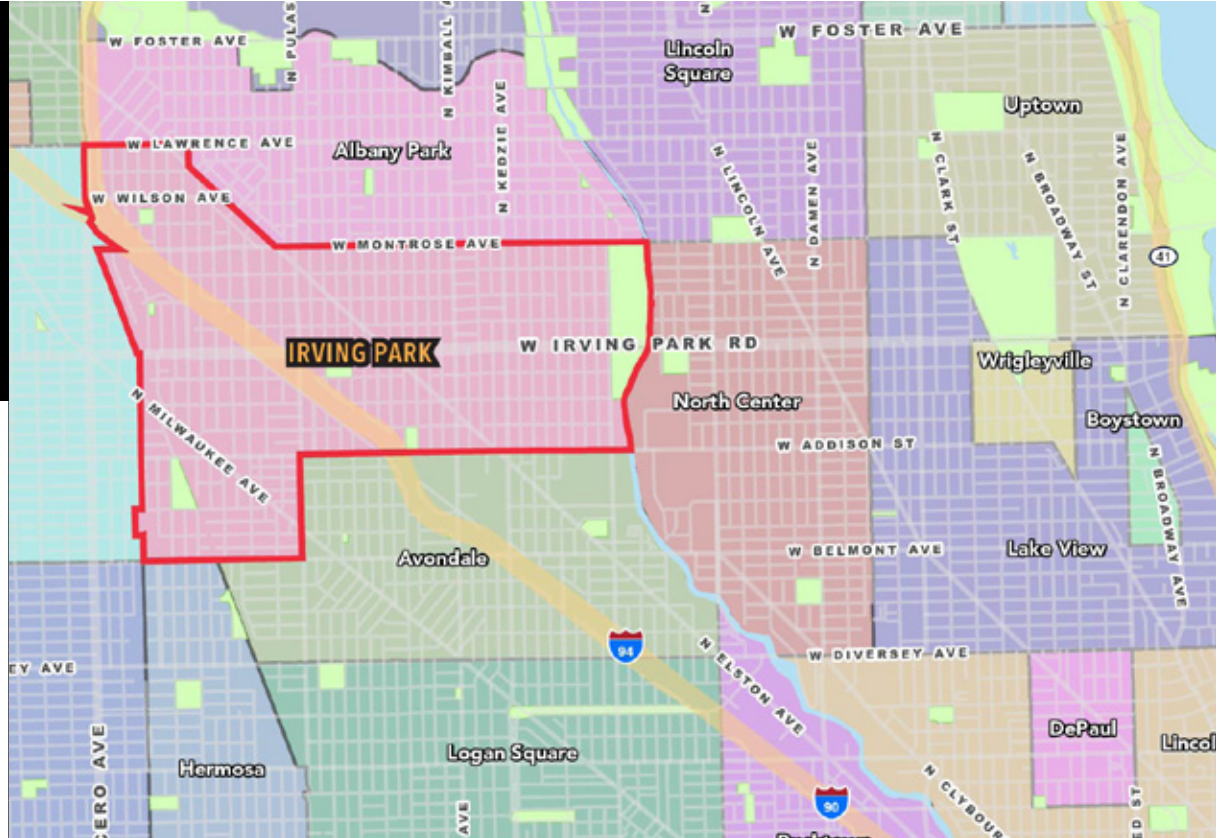 W FOSTER AVE
N PULAS
N KIMBALL A
Lincoln
Square
N
W FOSTER AVE
Uptown
W LAWRENCE AVE
Albany Park
N KEDZIE AVE
N LINCOLN AVE
N DAMEN AVE
N CLARK ST
N BROADWAY ST
N CLARENDON AVE
W WILSON AVE
W MONTROSE AVE
41
IRVING PARK
W IRVING PARK RD
Wrigleyville
N MILWAUKEE AVE
North Center
Boystown
W ADDISON ST
N BROADWAY AVE
Avondale
W BELMONT AVE
Lake View
94
EY AVE
N ELSTON AVE
W DIVERSEY AVE
CERO AVE
Hermosa
Logan Square
DePaul
Lincol
AVE
90
N CLYBOUR
ED ST